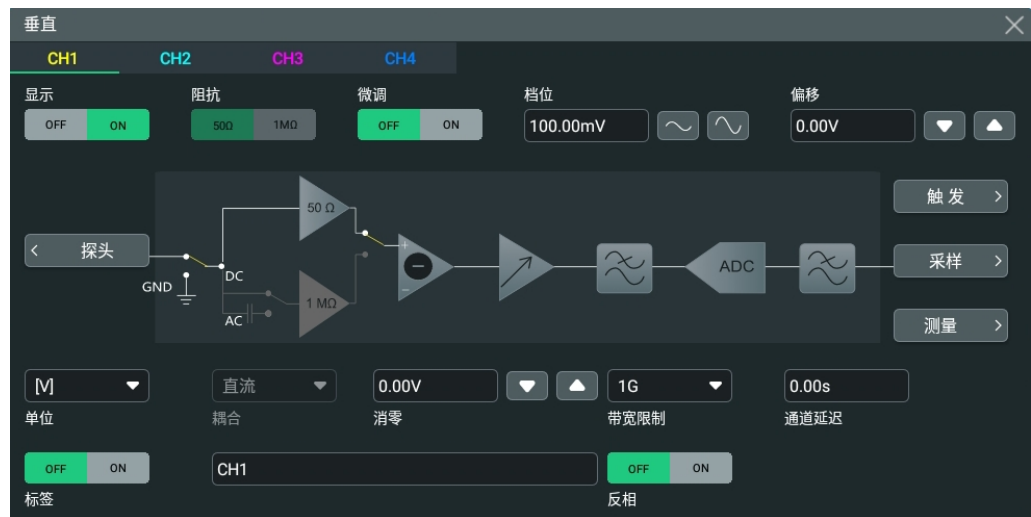 垂直
CH1 CH2 CH3 CH4
显示 阻抗 微调 档位 偏移
OFF ON 50Ω 1MΩ OFF ON 100.00mV 0.00V
触发 >
50 Ω
< 探头 + ADC 采样 >
DC
GND
1 MΩ
AC
测量 >
[V] 直流 0.00V 1G 0.00s
单位 耦合 消零 带宽限制 通道延迟
OFF ON CH1 OFF ON
标签 反相